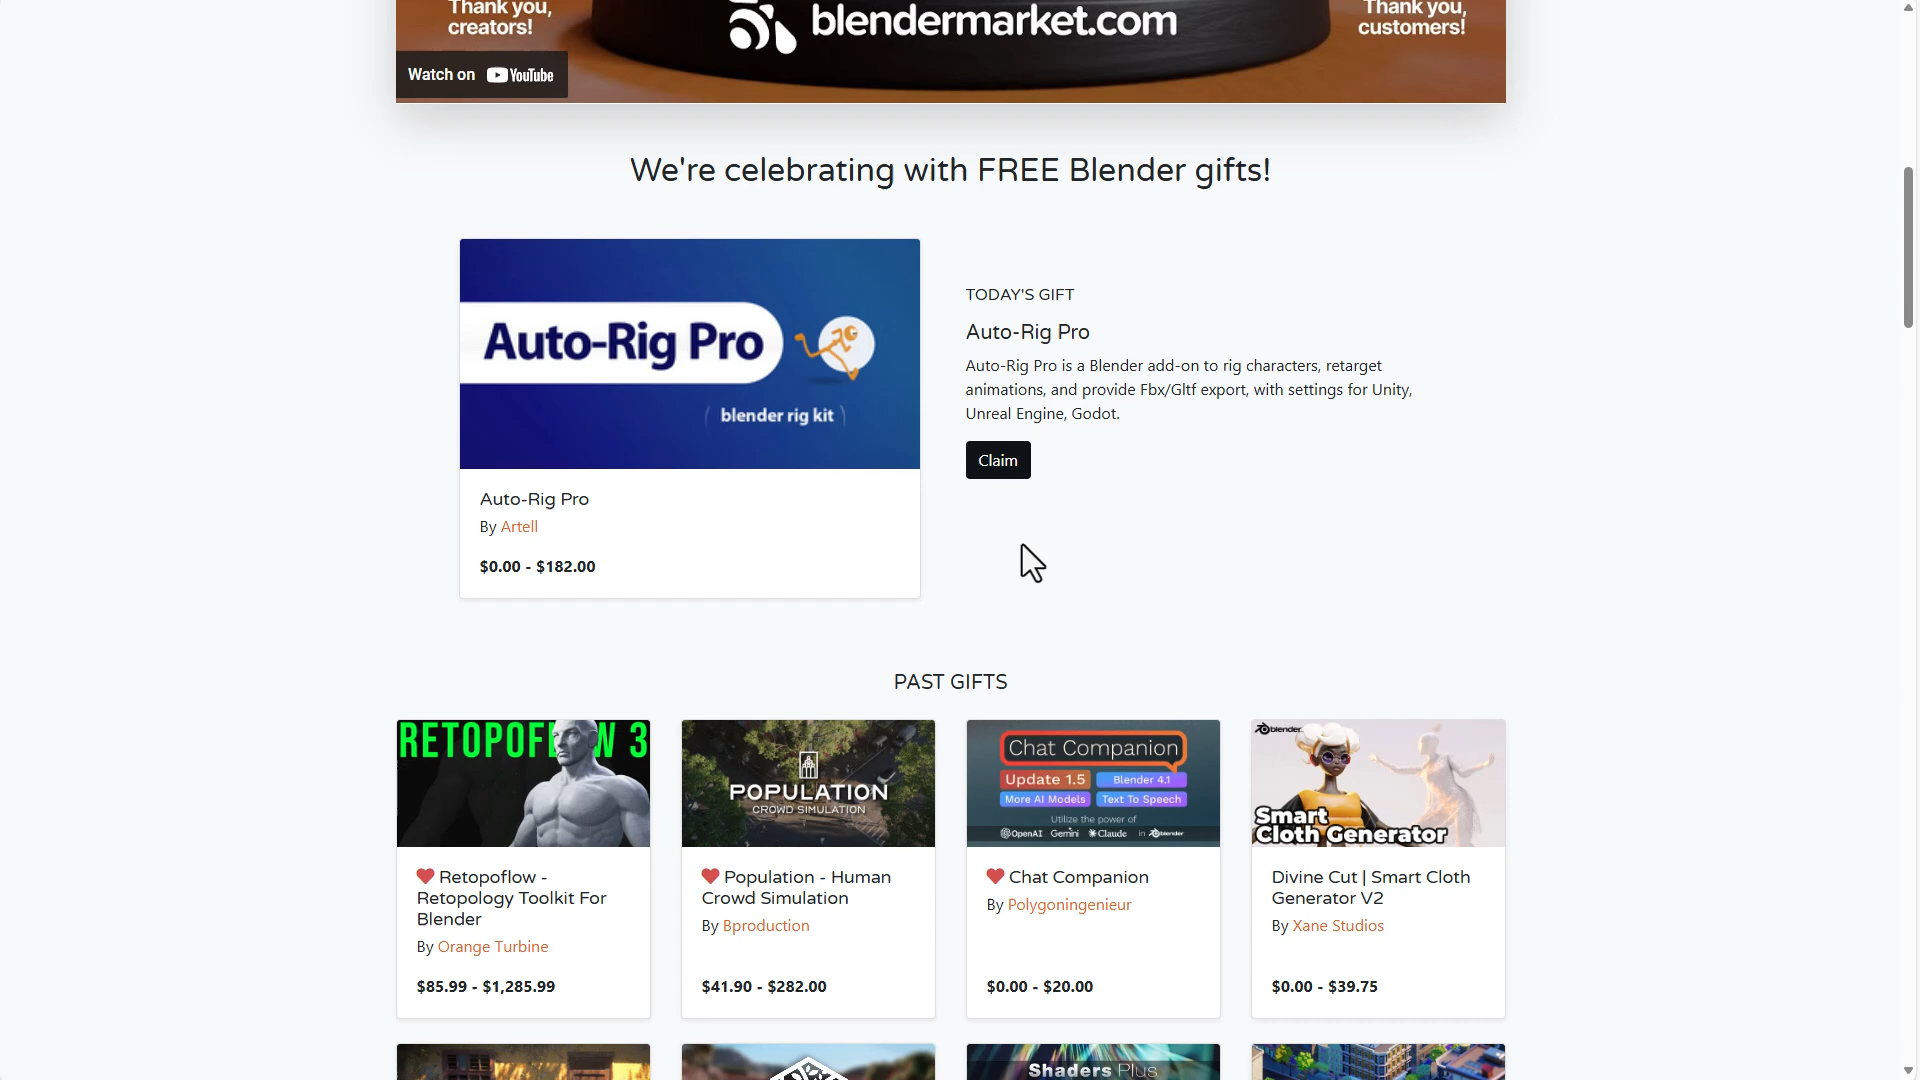 Thank you,
creators!
blendermarket.com
Thank you,
customers!
Watch on YouTube
We're celebrating with FREE Blender gifts!
Auto-Rig Pro
blender rig kit
Auto-Rig Pro
By Artell
$0.00 - $182.00
TODAY'S GIFT
Auto-Rig Pro
Auto-Rig Pro is a Blender add-on to rig characters, retarget
animations, and provide Fbx/Gltf export, with settings for Unity,
Unreal Engine, Godot.
Claim
PAST GIFTS
RETOPOFLOW 3
Retopoflow -
Retopology Toolkit For
Blender
By Orange Turbine
$85.99 - $1,285.99
POPULATION
CROWD SIMULATION
Population - Human
Crowd Simulation
By Bproduction
$41.90 - $282.00
Chat Companion
Update 1.5
Blender 4.1
More AI Models
Text To Speech
Utilize the power of
OpenAI Gemini Claude in blender
Chat Companion
By Polygoningenieur
$0.00 - $20.00
blender
Smart
Cloth Generator
Divine Cut | Smart Cloth
Generator V2
By Xane Studios
$0.00 - $39.75
Shaders Plus